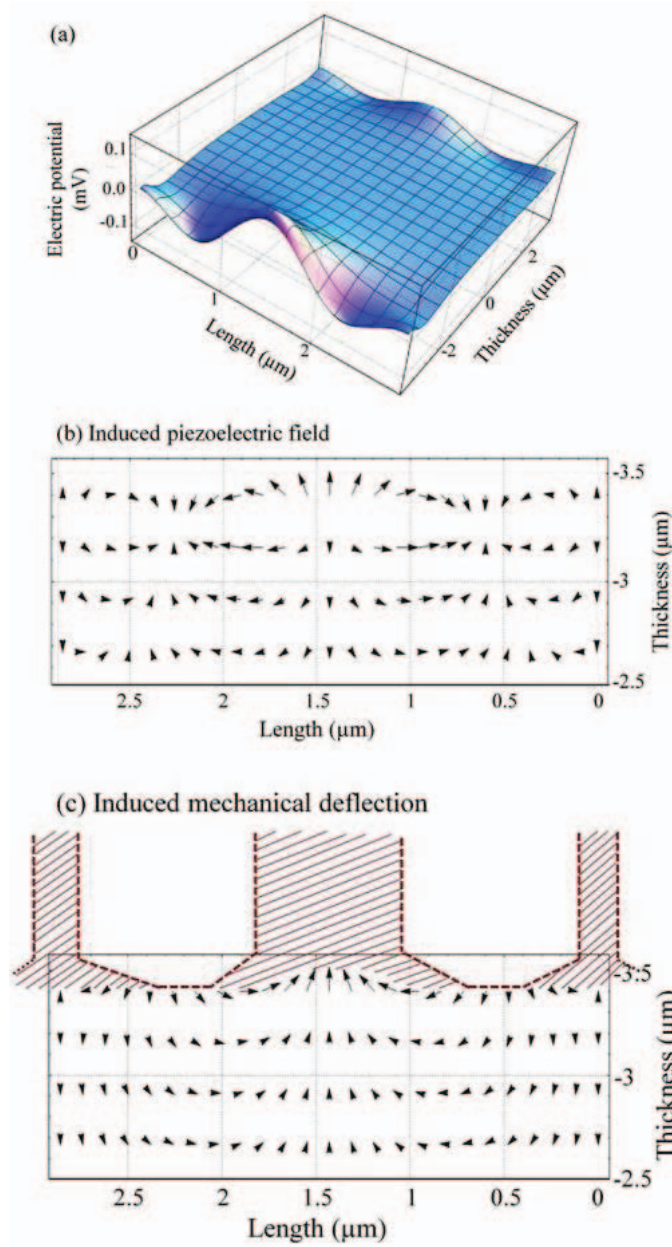 (a)
Electric potential
(mV)
0.1
0.0
-0.1
0
1
2
Length (µm)
-2
0
2
Thickness (µm)
(b) Induced piezoelectric field
-3.5
-3
-2.5
Thickness (µm)
2.5
2
1.5
1
0.5
0
Length (µm)
(c) Induced mechanical deflection
-3.5
-3
-2.5
Thickness (µm)
2.5
2
1.5
1
0.5
0
Length (µm)